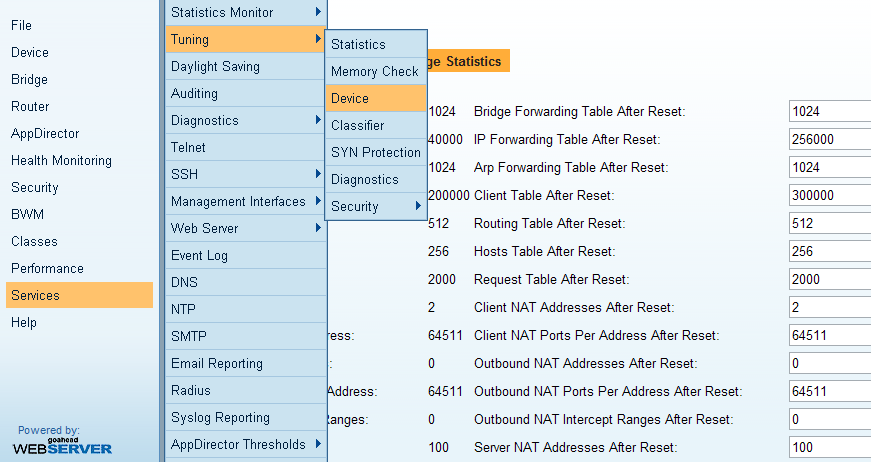 File
Device
Bridge
Router
AppDirector
Health Monitoring
Security
BWM
Classes
Performance
Services
Help
Powered by:
goahead
WEBSERVER
Statistics Monitor
Tuning
Daylight Saving
Auditing
Diagnostics
Telnet
SSH
Management Interfaces
Web Server
Event Log
DNS
NTP
SMTP
Email Reporting
Radius
Syslog Reporting
AppDirector Thresholds
Statistics
Memory Check
Device
Classifier
SYN Protection
Diagnostics
Security
ge Statistics
1024 Bridge Forwarding Table After Reset: 1024
40000 IP Forwarding Table After Reset: 256000
1024 Arp Forwarding Table After Reset: 1024
200000 Client Table After Reset: 300000
512 Routing Table After Reset: 512
256 Hosts Table After Reset: 256
2000 Request Table After Reset: 2000
2 Client NAT Addresses After Reset: 2
ress: 64511 Client NAT Ports Per Address After Reset: 64511
: 0 Outbound NAT Addresses After Reset: 0
Address: 64511 Outbound NAT Ports Per Address After Reset: 64511
Ranges: 0 Outbound NAT Intercept Ranges After Reset: 0
100 Server NAT Addresses After Reset: 100